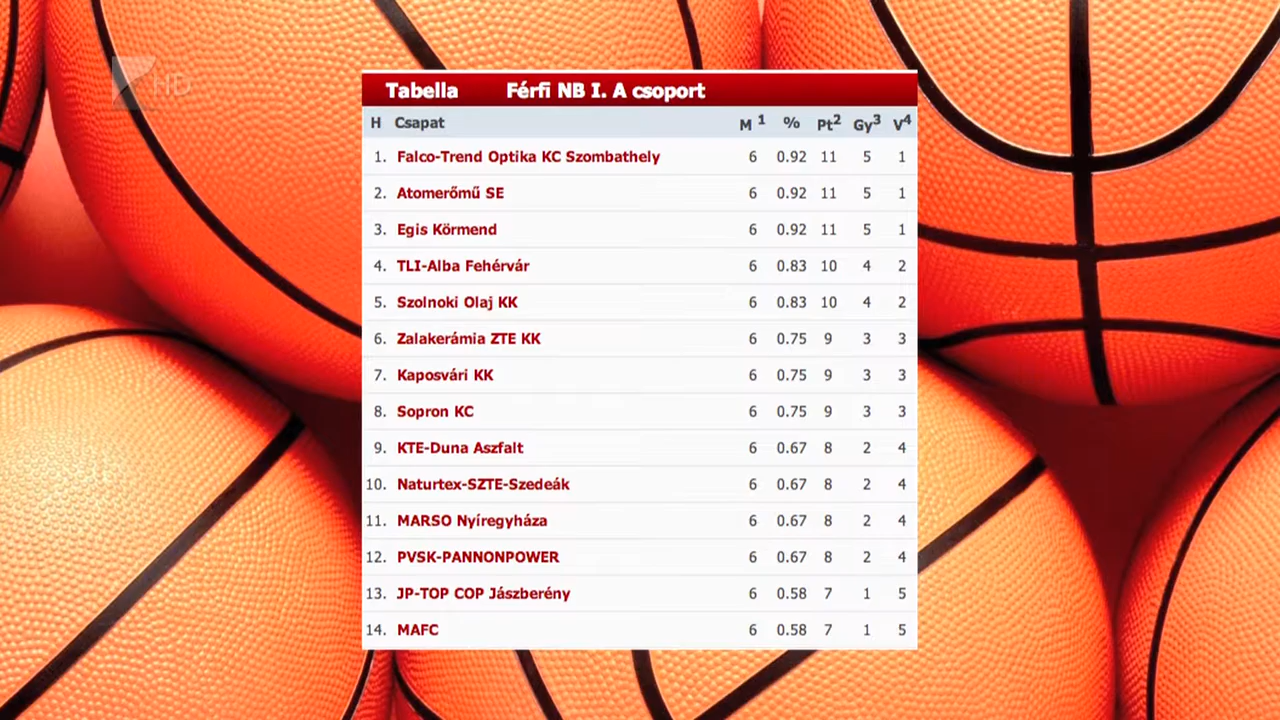 HD
Tabella Férfi NB I. A csoport
H Csapat M 1 % Pt2 Gy3 V4
1. Falco-Trend Optika KC Szombathely 6 0.92 11 5 1
2. Atomerőmű SE 6 0.92 11 5 1
3. Egis Körmend 6 0.92 11 5 1
4. TLI-Alba Fehérvár 6 0.83 10 4 2
5. Szolnoki Olaj KK 6 0.83 10 4 2
6. Zalakerámia ZTE KK 6 0.75 9 3 3
7. Kaposvári KK 6 0.75 9 3 3
8. Sopron KC 6 0.75 9 3 3
9. KTE-Duna Aszfalt 6 0.67 8 2 4
10. Naturtex-SZTE-Szedeák 6 0.67 8 2 4
11. MARSO Nyíregyháza 6 0.67 8 2 4
12. PVSK-PANNONPOWER 6 0.67 8 2 4
13. JP-TOP COP Jászberény 6 0.58 7 1 5
14. MAFC 6 0.58 7 1 5